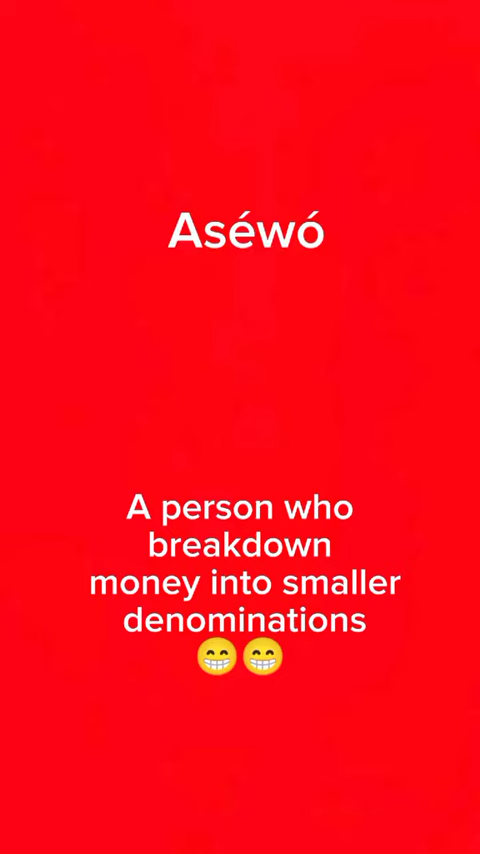 Aséwó
A person who
breakdown
money into smaller
denominations
😁😁